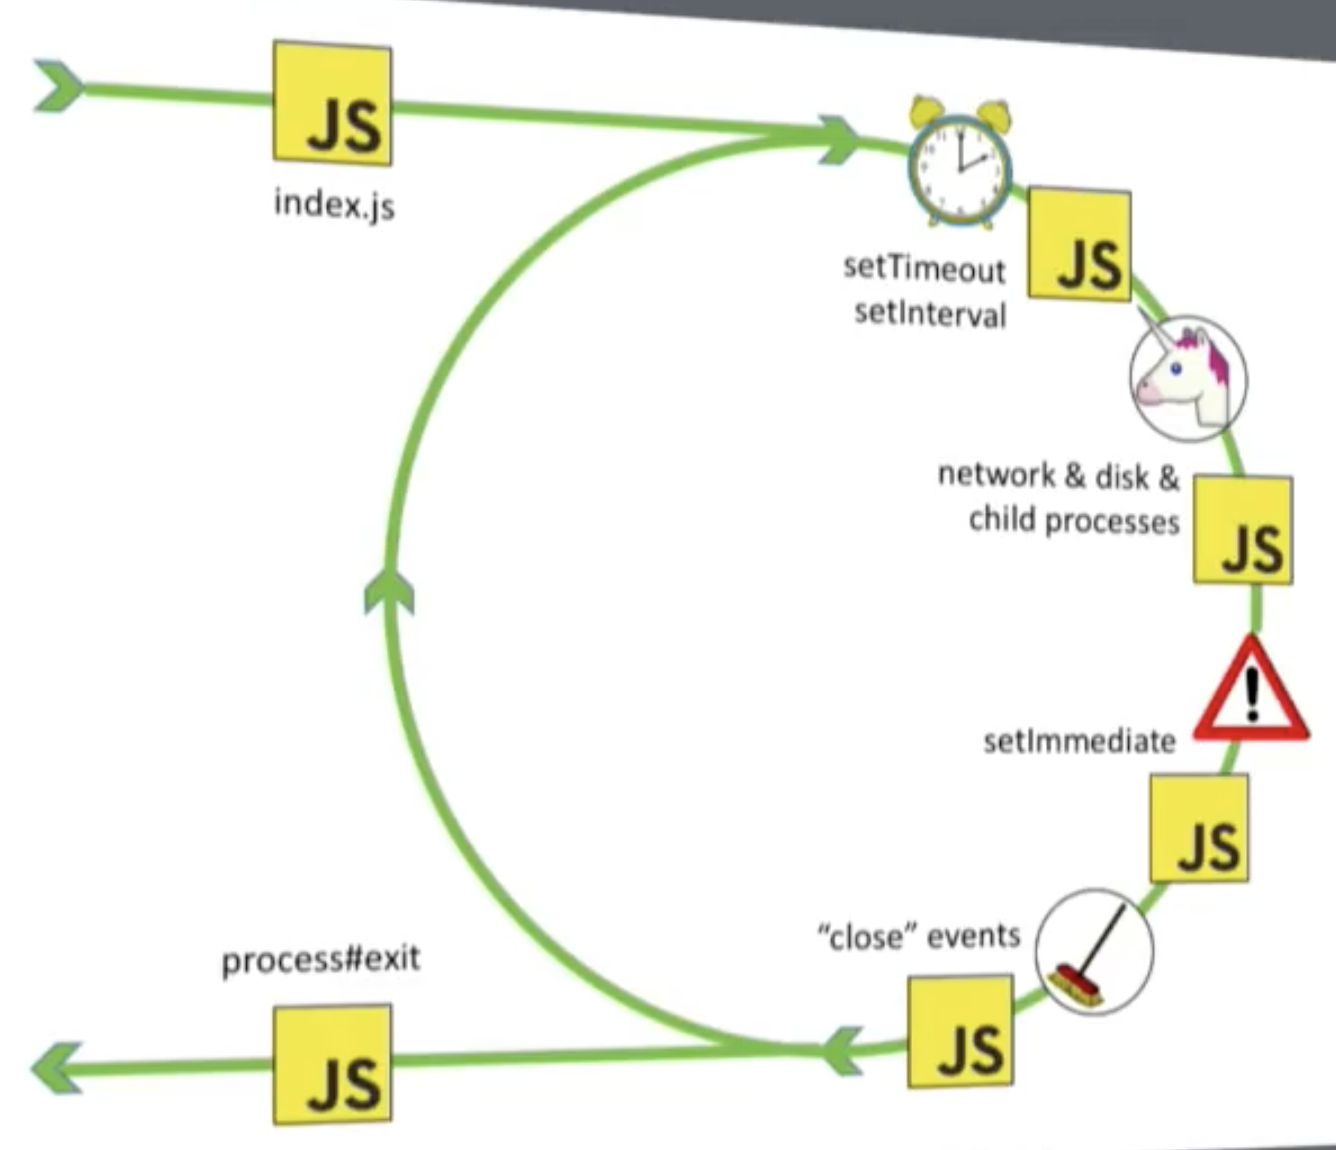 JS
index.js
setTimeout
setInterval
JS
network & disk &
child processes
JS
setImmediate
JS
"close" events
JS
process#exit
JS